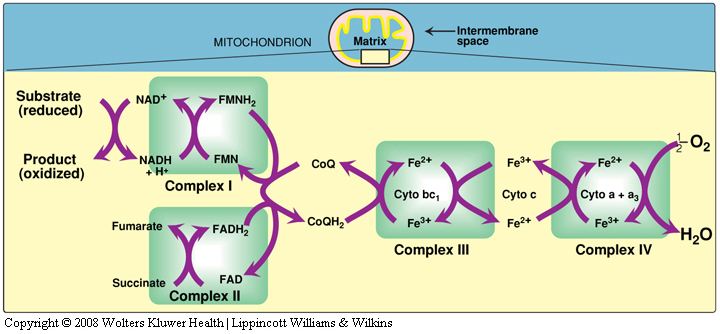 MITOCHONDRION
Matrix
Intermembrane
space
Substrate
(reduced)
Product
(oxidized)
NAD+
NADH
+ H+
FMNH2
FMN
Complex I
Fumarate
Succinate
FADH2
FAD
Complex II
CoQ
CoQH2
Fe2+
Cyto bc1
Fe3+
Complex III
Fe3+
Cyto c
Fe2+
Fe2+
Cyto a + a3
Fe3+
Complex IV
1/2 O2
H2O
Copyright © 2008 Wolters Kluwer Health | Lippincott Williams & Wilkins